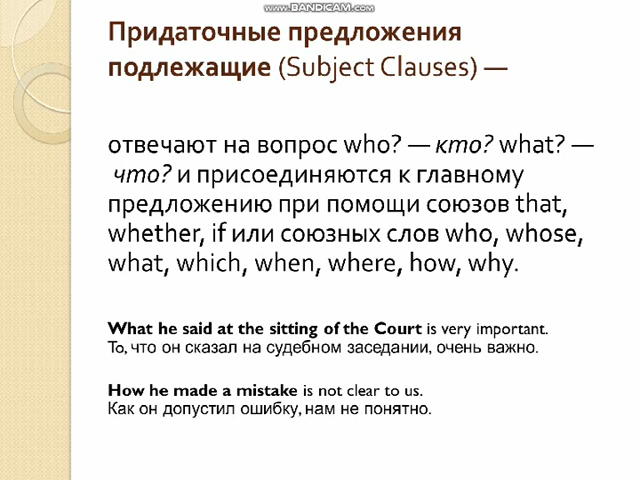 www.BANDICAM.com
Придаточные предложения
подлежащие (Subject Clauses) —
отвечают на вопрос who? — кто? what? —
что? и присоединяются к главному
предложению при помощи союзов that,
whether, if или союзных слов who, whose,
what, which, when, where, how, why.
What he said at the sitting of the Court is very important.
То, что он сказал на судебном заседании, очень важно.
How he made a mistake is not clear to us.
Как он допустил ошибку, нам не понятно.